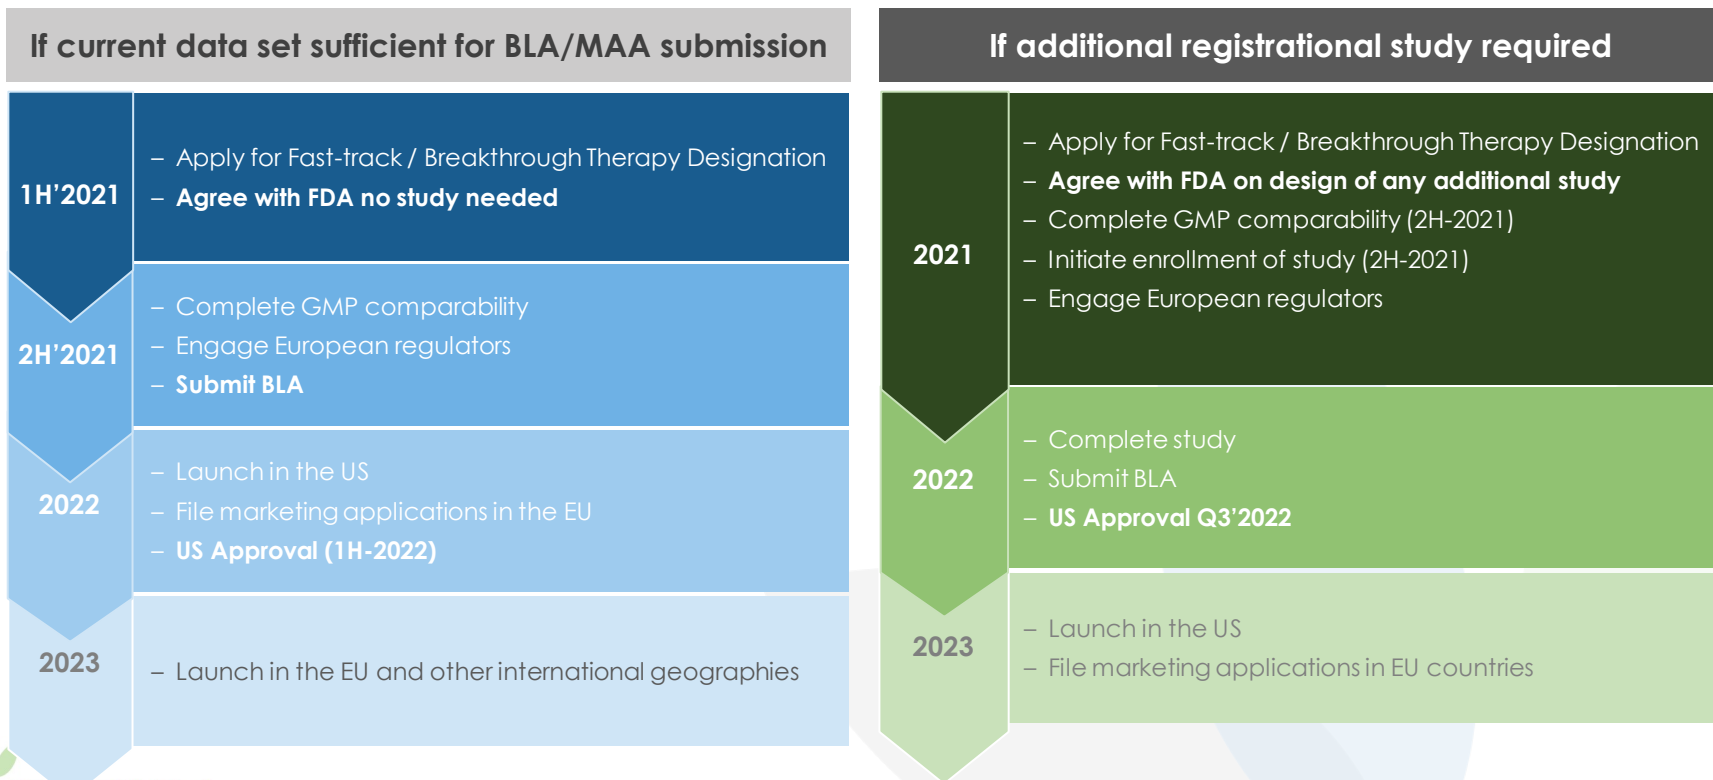 If current data set sufficient for BLA/MAA submission
1H'2021
– Apply for Fast-track / Breakthrough Therapy Designation
– Agree with FDA no study needed
2H'2021
– Complete GMP comparability
– Engage European regulators
– Submit BLA
2022
– Launch in the US
– File marketing applications in the EU
– US Approval (1H-2022)
2023
– Launch in the EU and other international geographies
If additional registrational study required
2021
– Apply for Fast-track / Breakthrough Therapy Designation
– Agree with FDA on design of any additional study
– Complete GMP comparability (2H-2021)
– Initiate enrollment of study (2H-2021)
– Engage European regulators
2022
– Complete study
– Submit BLA
– US Approval Q3'2022
2023
– Launch in the US
– File marketing applications in EU countries